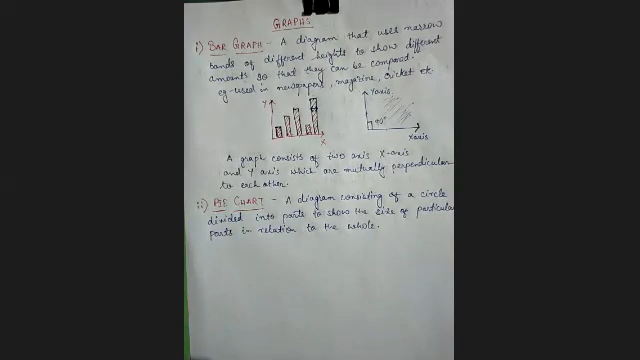 GRAPHS
i) BAR GRAPH - A diagram that uses narrow
bands of different heights to show different
amounts so that they can be compared.
eg - used in newspapers, magazine, cricket etc.
Y
X
Y axis
90°
X axis
A graph consists of two axis X-axis
and Y axis which are mutually perpendicular
to each other.
ii) PIE CHART - A diagram consisting of a circle
divided into parts to show the size of particular
parts in relation to the whole.